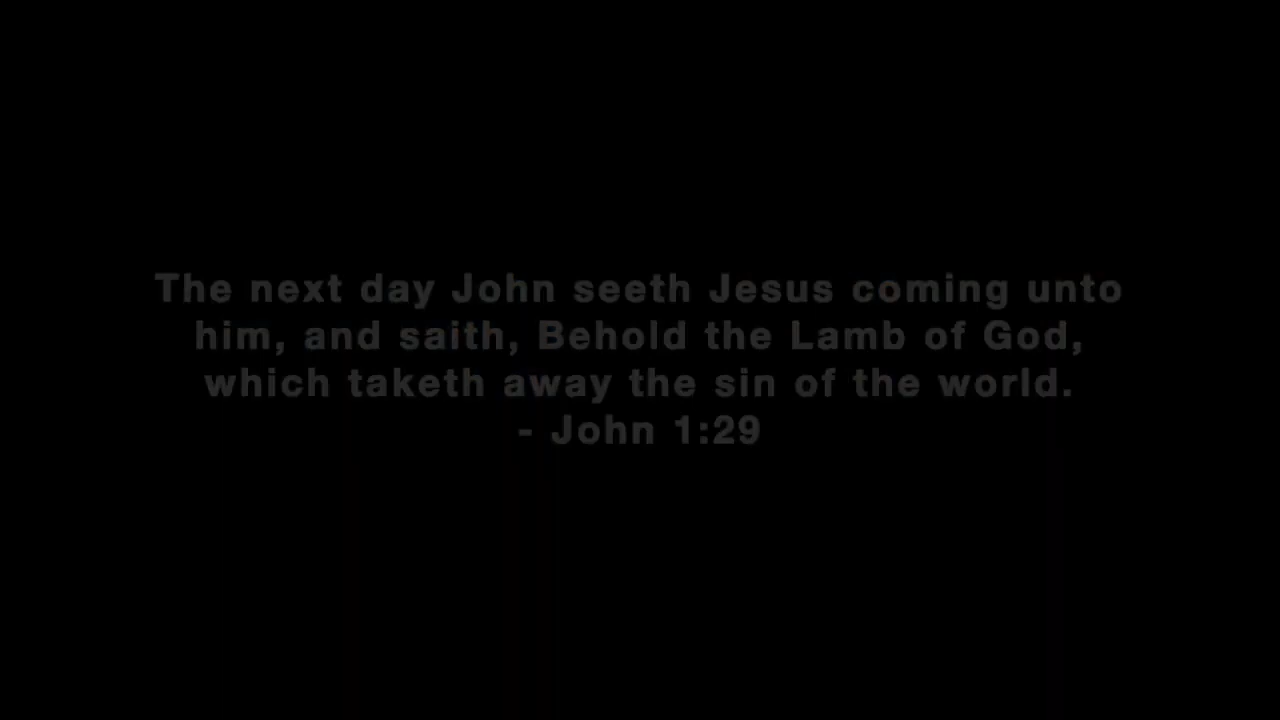 The next day John seeth Jesus coming unto
him, and saith, Behold the Lamb of God,
which taketh away the sin of the world.
- John 1:29